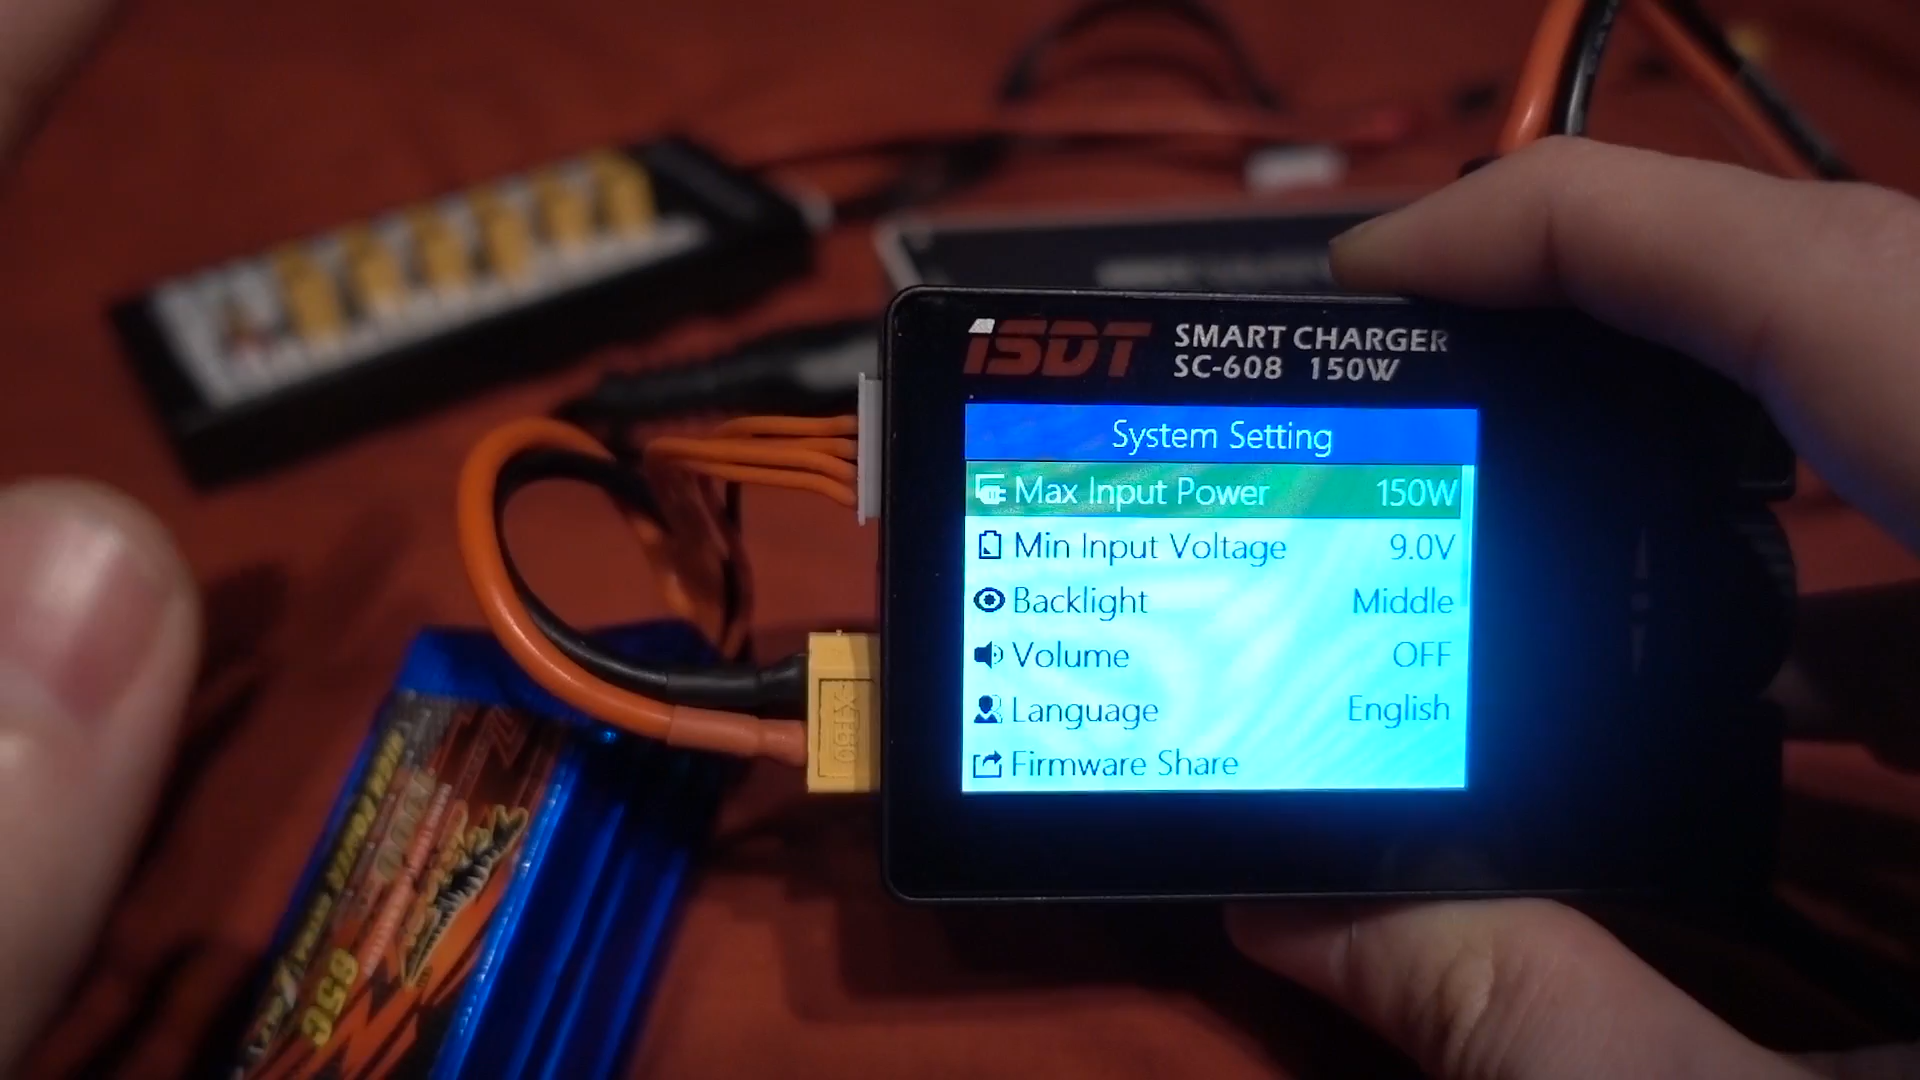 iSDT SMART CHARGER
SC-608 150W
System Setting
Max Input Power 150W
Min Input Voltage 9.0V
Backlight Middle
Volume OFF
Language English
Firmware Share
XT60
65C